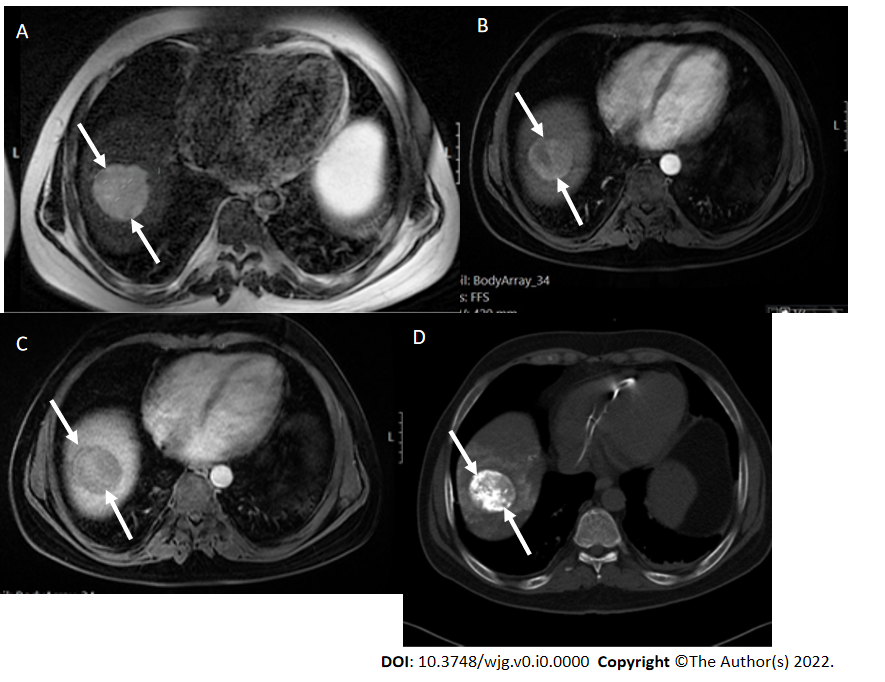 A
B
L
L
L
il: BodyArray_34
s: FFS
C
D
L
DOI: 10.3748/wjg.v0.i0.0000 Copyright ©The Author(s) 2022.